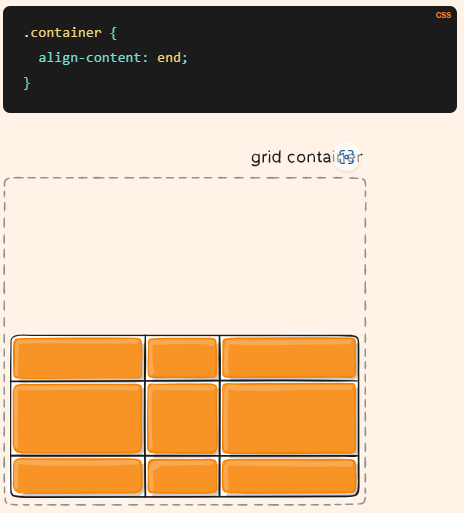 CSS
.container {
align-content: end;
}
grid container